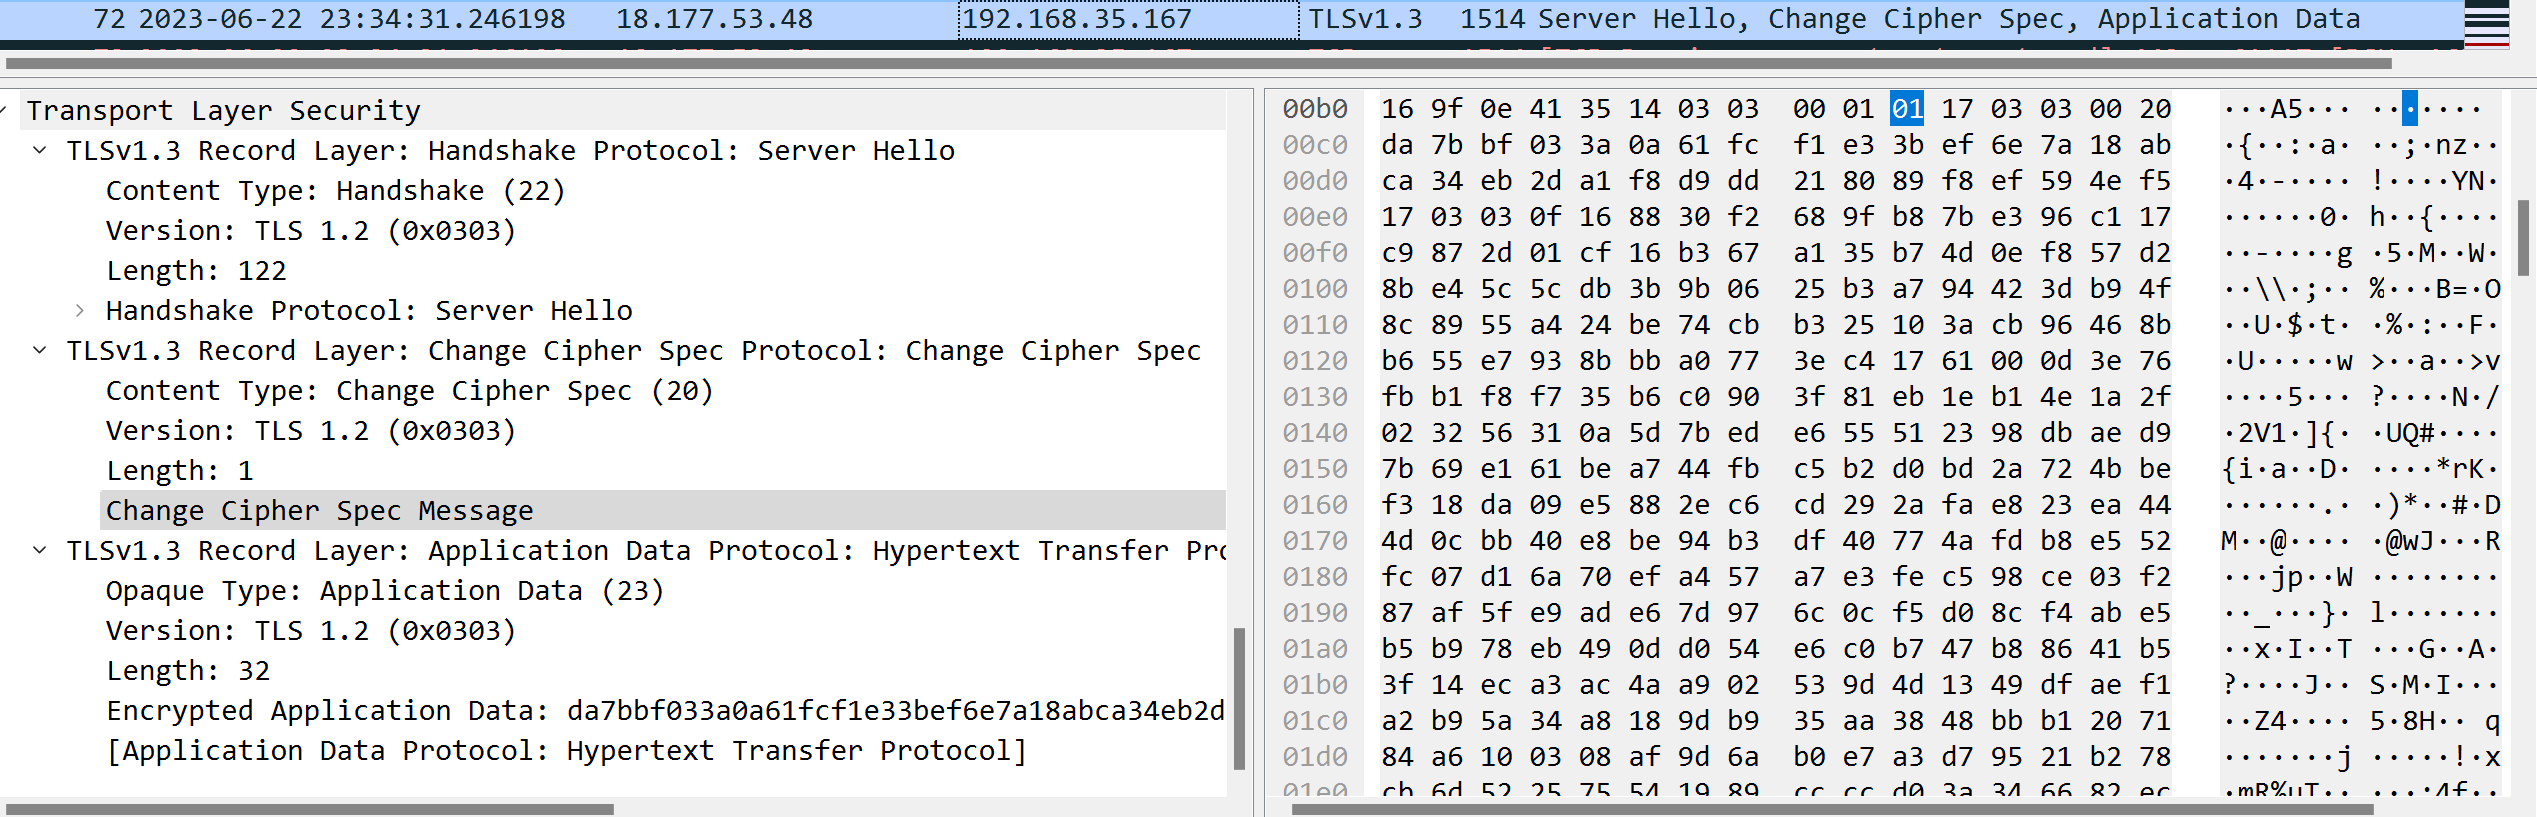 72 2023-06-22 23:34:31.246198 18.177.53.48 192.168.35.167 TLSv1.3 1514 Server Hello, Change Cipher Spec, Application Data
Transport Layer Security
TLSv1.3 Record Layer: Handshake Protocol: Server Hello
Content Type: Handshake (22)
Version: TLS 1.2 (0x0303)
Length: 122
Handshake Protocol: Server Hello
TLSv1.3 Record Layer: Change Cipher Spec Protocol: Change Cipher Spec
Content Type: Change Cipher Spec (20)
Version: TLS 1.2 (0x0303)
Length: 1
Change Cipher Spec Message
TLSv1.3 Record Layer: Application Data Protocol: Hypertext Transfer Pro
Opaque Type: Application Data (23)
Version: TLS 1.2 (0x0303)
Length: 32
Encrypted Application Data: da7bbf033a0a61fcf1e33bef6e7a18abca34eb2d
[Application Data Protocol: Hypertext Transfer Protocol]
00b0 16 9f 0e 41 35 14 03 03 00 01 01 17 03 03 00 20 ···A5··· ········
00c0 da 7b bf 03 3a 0a 61 fc f1 e3 3b ef 6e 7a 18 ab ·{··:·a· ··;·nz··
00d0 ca 34 eb 2d a1 f8 d9 dd 21 80 89 f8 ef 59 4e f5 ·4·-···· !····YN·
00e0 17 03 03 0f 16 88 30 f2 68 9f b8 7b e3 96 c1 17 ······0· h··{····
00f0 c9 87 2d 01 cf 16 b3 67 a1 35 b7 4d 0e f8 57 d2 ··-····g ·5·M··W·
0100 8b e4 5c 5c db 3b 9b 06 25 b3 a7 94 42 3d b9 4f ··\\·;·· %···B=·O
0110 8c 89 55 a4 24 be 74 cb b3 25 10 3a cb 96 46 8b ··U·$·t· ·%·:··F·
0120 b6 55 e7 93 8b bb a0 77 3e c4 17 61 00 0d 3e 76 ·U·····w >··a··>v
0130 fb b1 f8 f7 35 b6 c0 90 3f 81 eb 1e b1 4e 1a 2f ····5··· ?····N·/
0140 02 32 56 31 0a 5d 7b ed e6 55 51 23 98 db ae d9 ·2V1·]{· ·UQ#····
0150 7b 69 e1 61 be a7 44 fb c5 b2 d0 bd 2a 72 4b be {i·a··D· ····*rK·
0160 f3 18 da 09 e5 88 2e c6 cd 29 2a fa e8 23 ea 44 ······.· ·)*··#·D
0170 4d 0c bb 40 e8 be 94 b3 df 40 77 4a fd b8 e5 52 M··@···· ·@wJ···R
0180 fc 07 d1 6a 70 ef a4 57 a7 e3 fe c5 98 ce 03 f2 ···jp··W ········
0190 87 af 5f e9 ad e6 7d 97 6c 0c f5 d0 8c f4 ab e5 ··_···}· l·······
01a0 b5 b9 78 eb 49 0d d0 54 e6 c0 b7 47 b8 86 41 b5 ··x·I··T ···G··A·
01b0 3f 14 ec a3 ac 4a a9 02 53 9d 4d 13 49 df ae f1 ?····J·· S·M·I···
01c0 a2 b9 5a 34 a8 18 9d b9 35 aa 38 48 bb b1 20 71 ··Z4···· 5·8H·· q
01d0 84 a6 10 03 08 af 9d 6a b0 e7 a3 d7 95 21 b2 78 ·······j ·····!·x
01e0 cb 6d 52 25 75 54 19 89 cc cc d0 3a 34 66 82 ec ·mR%uT·· ···:4f··